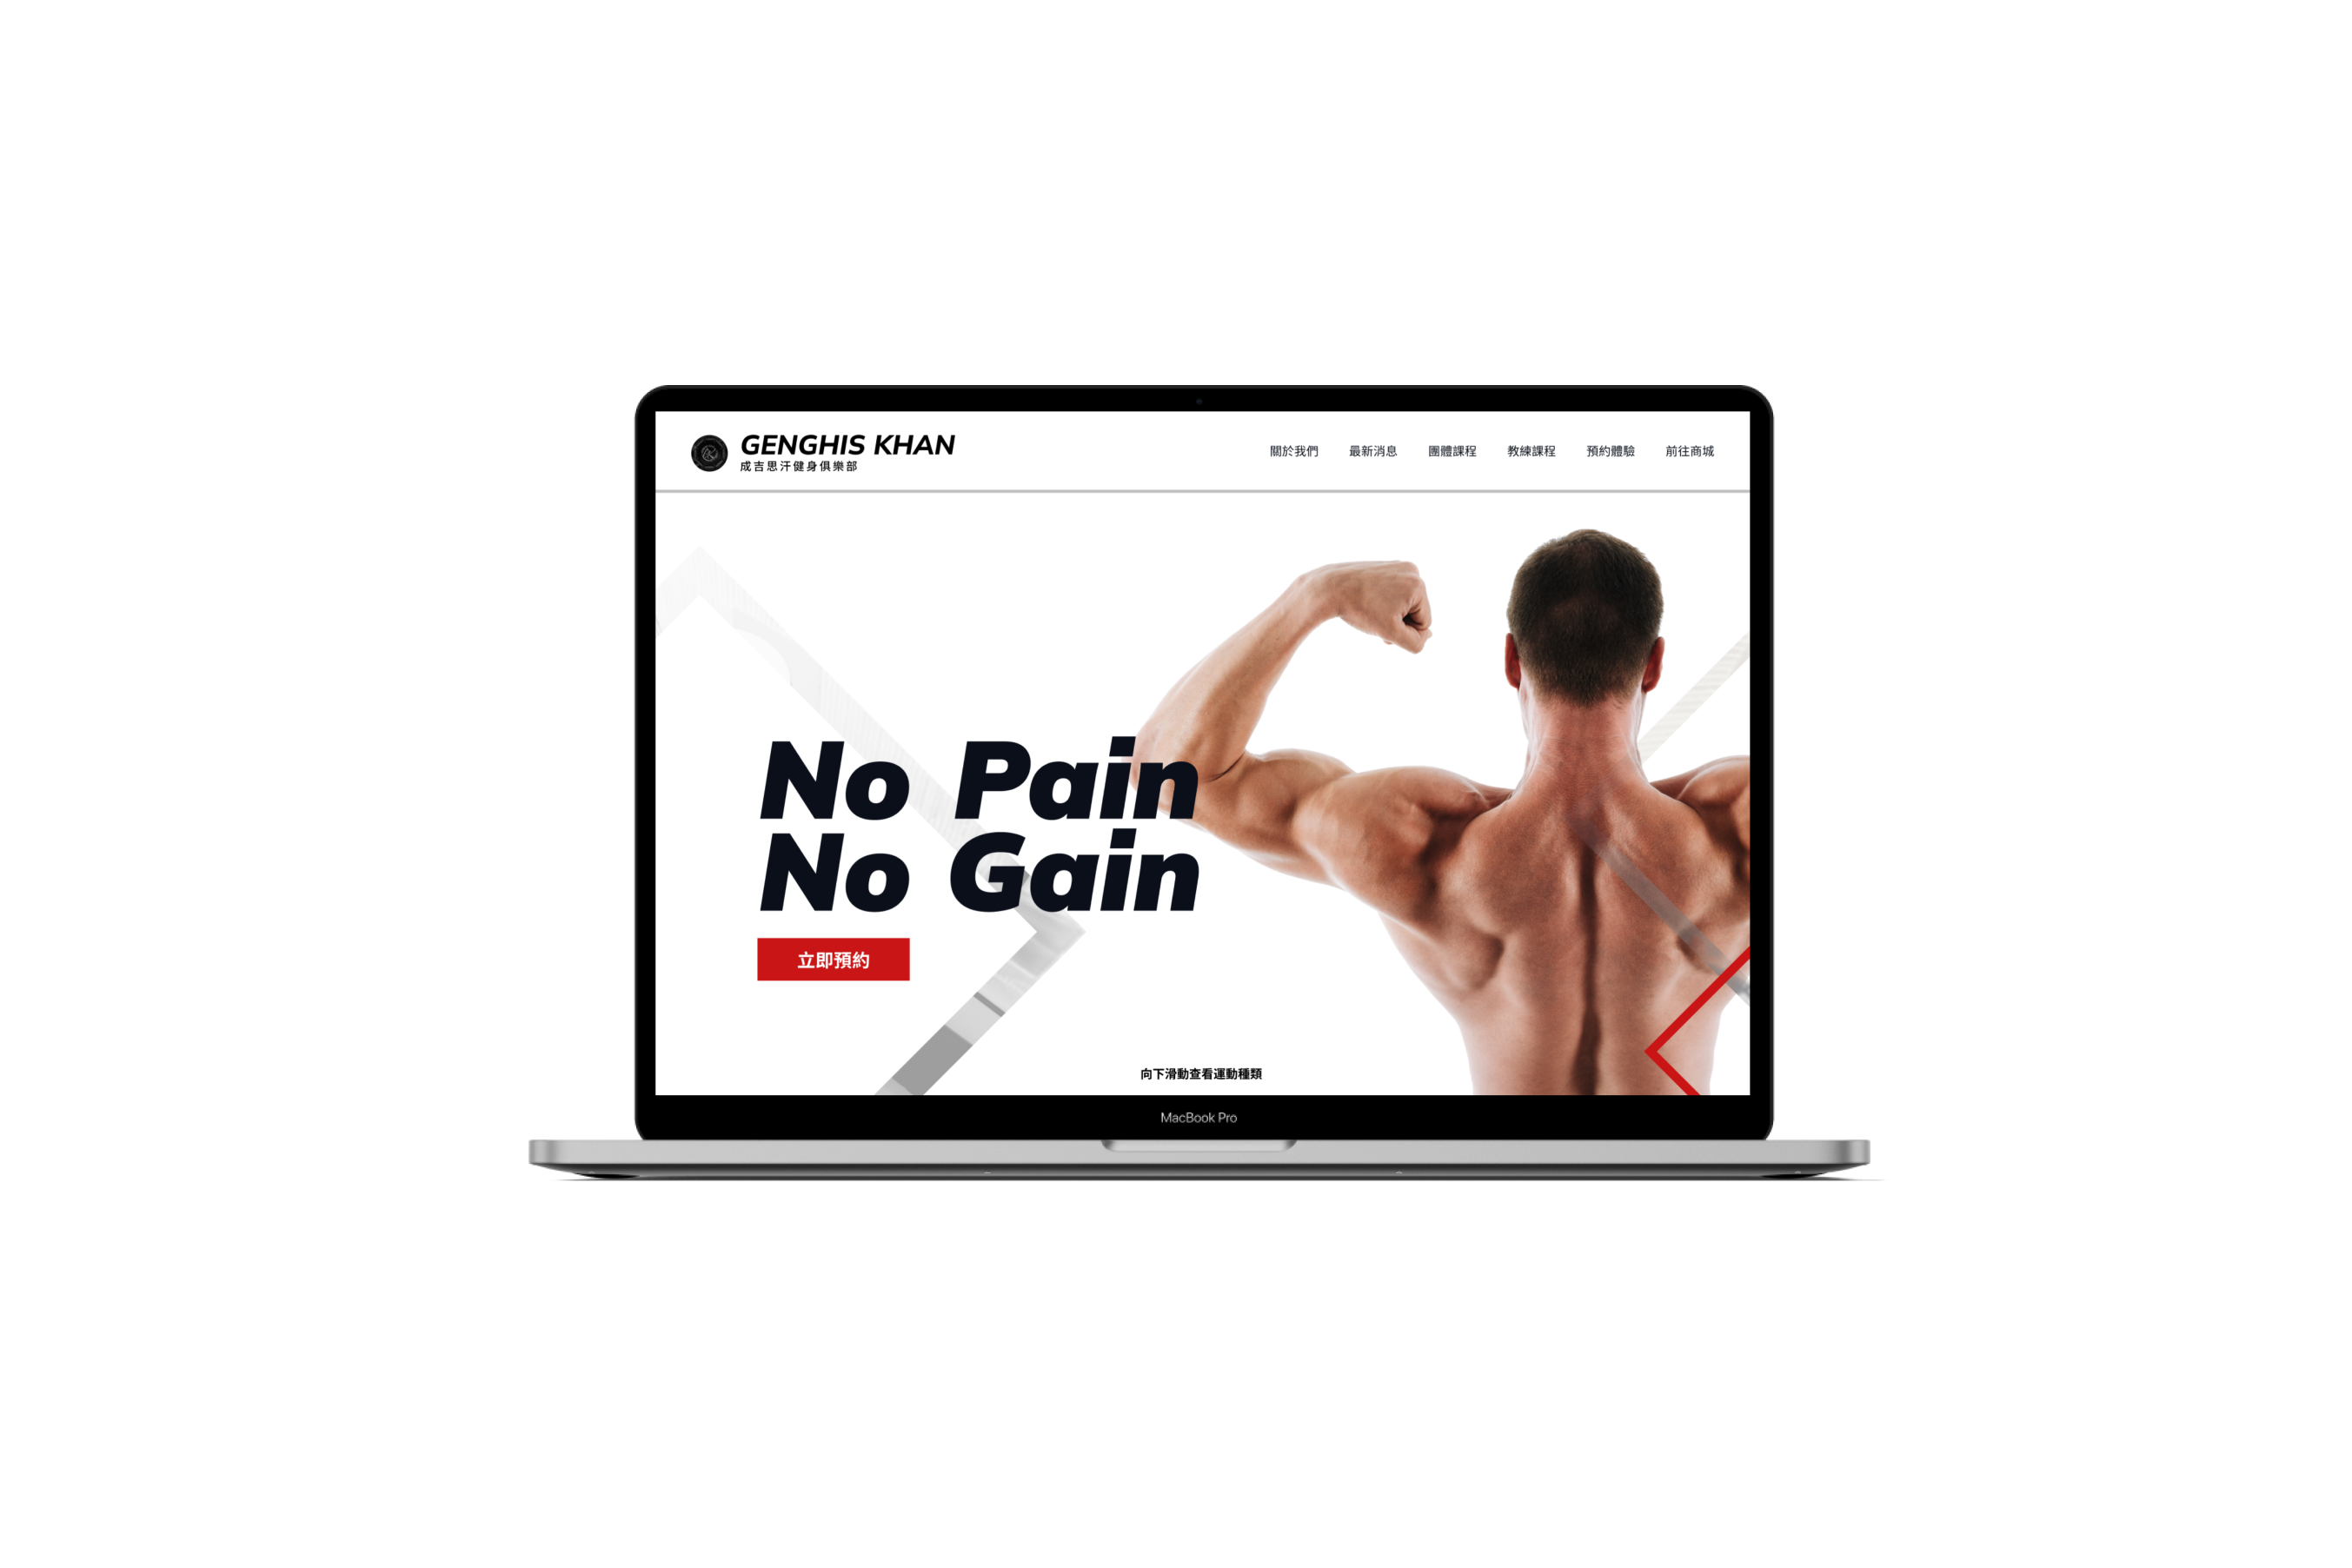 GENGHIS KHAN
成吉思汗健身俱樂部
關於我們 最新消息 團體課程 教練課程 預約體驗 前往商城
No Pain
No Gain
立即預約
向下滑動查看運動種類
MacBook Pro